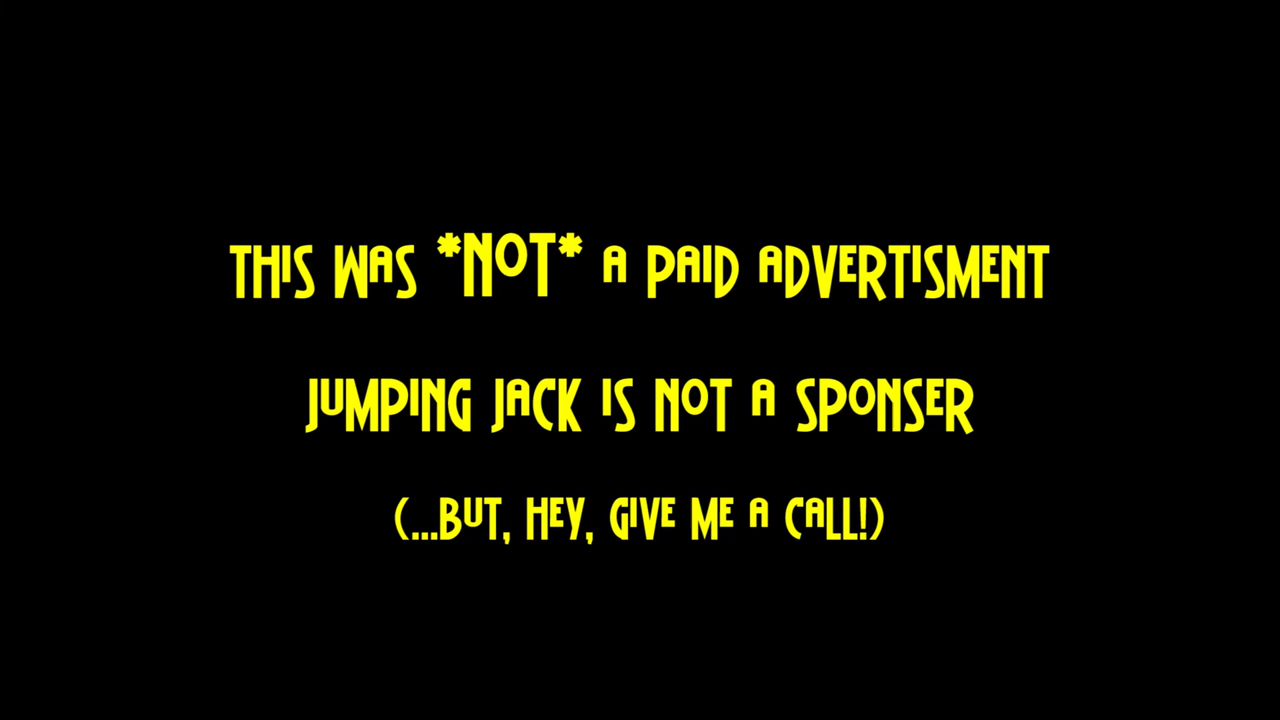 THIS WAS *NOT* A PAID ADVERTISMENT
JUMPING JACK IS NOT A SPONSER
(...BUT, HEY, GIVE ME A CALL!)